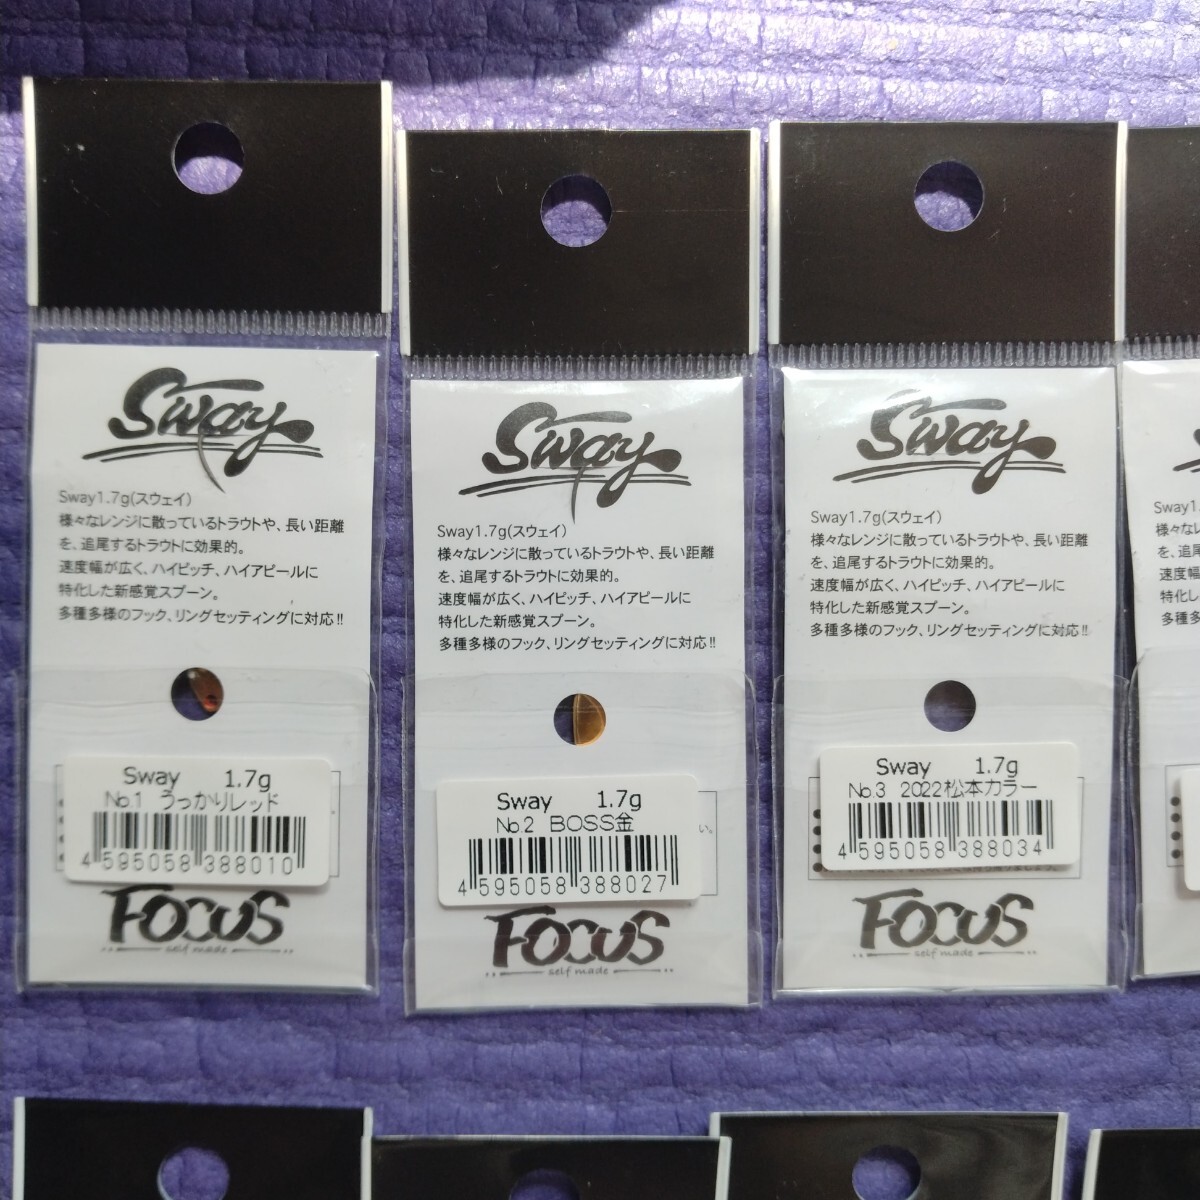 Sway
Sway1.7g(スウェイ)
様々なレンジに散っているトラウトや、長い距離
を、追尾するトラウトに効果的。
速度幅が広く、ハイピッチ、ハイアピールに
特化した新感覚スプーン。
多種多様のフック、リングセッティングに対応!!
Sway 1.7g
No.1 うっかりレッド
4 595058 388010
FOCUS
self made
Sway
Sway1.7g(スウェイ)
様々なレンジに散っているトラウトや、長い距離
を、追尾するトラウトに効果的。
速度幅が広く、ハイピッチ、ハイアピールに
特化した新感覚スプーン。
多種多様のフック、リングセッティングに対応!!
Sway 1.7g
No.2 BOSS金
い。
4 595058 388027
FOCUS
self made
Sway
Sway1.7g(スウェイ)
様々なレンジに散っているトラウトや、長い距離
を、追尾するトラウトに効果的。
速度幅が広く、ハイピッチ、ハイアピールに
特化した新感覚スプーン。
多種多様のフック、リングセッティングに対応!!
Sway 1.7g
No.3 2022松本カラー
4 595058 388034
FOCUS
self made
Sway1.
様々な
を、追尾
速度幅
特化し
多種多